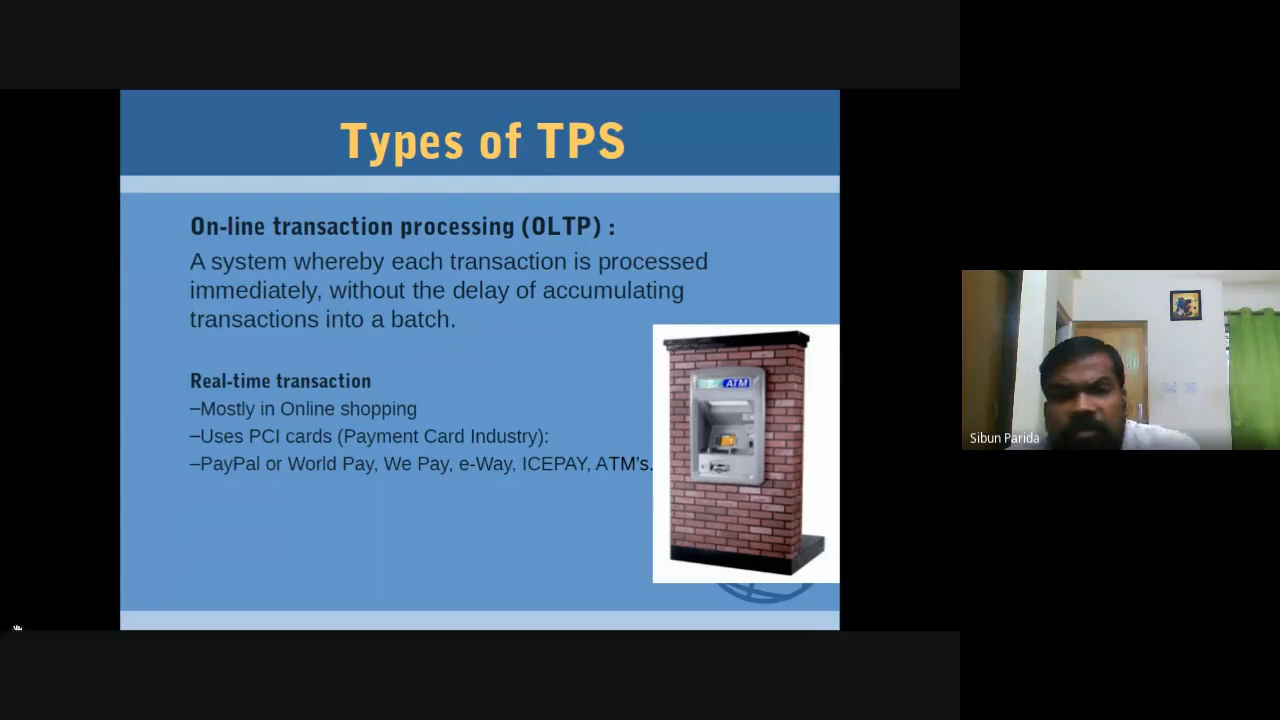 Types of TPS
On-line transaction processing (OLTP) :
A system whereby each transaction is processed
immediately, without the delay of accumulating
transactions into a batch.
Real-time transaction
–Mostly in Online shopping
–Uses PCI cards (Payment Card Industry):
–PayPal or World Pay, We Pay, e-Way, ICEPAY, ATM's.
ATM
Sibun Parida